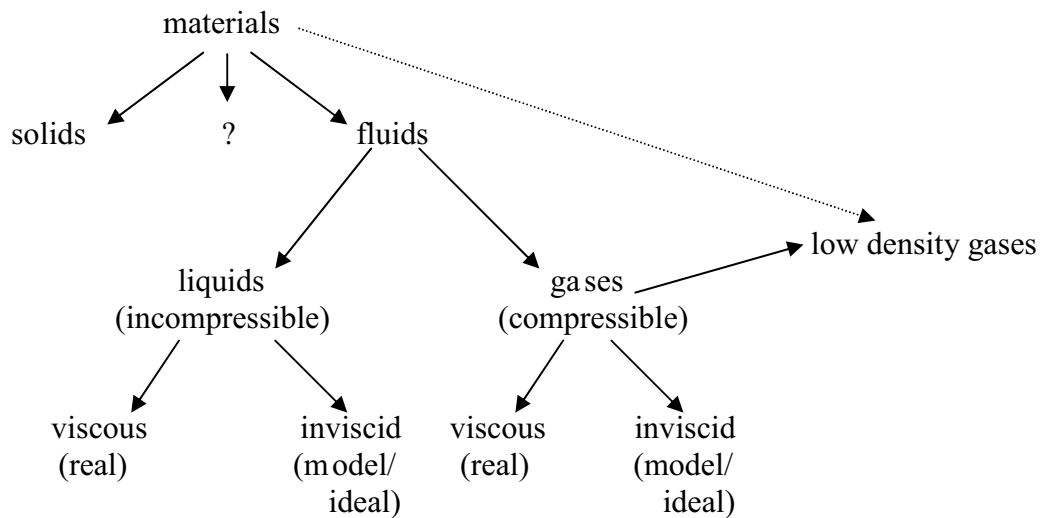 materials
solids
?
fluids
low density gases
liquids
(incompressible)
gases
(compressible)
viscous
(real)
inviscid
(model/
ideal)
viscous
(real)
inviscid
(model/
ideal)